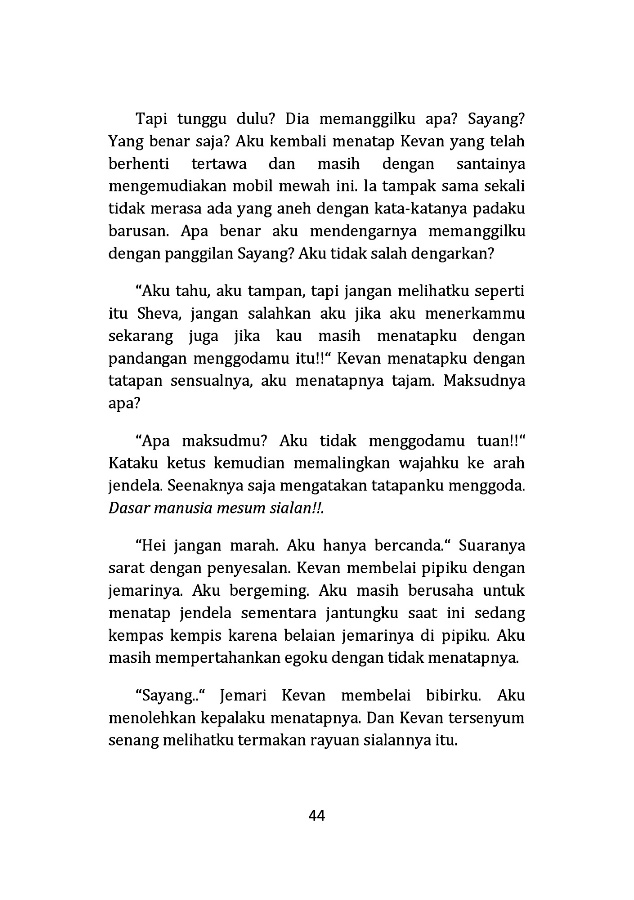 Tapi tunggu dulu? Dia memanggilku apa? Sayang?
Yang benar saja? Aku kembali menatap Kevan yang telah
berhenti tertawa dan masih dengan santainya
mengemudiakan mobil mewah ini. Ia tampak sama sekali
tidak merasa ada yang aneh dengan kata-katanya padaku
barusan. Apa benar aku mendengarnya memanggilku
dengan panggilan Sayang? Aku tidak salah dengarkan?
“Aku tahu, aku tampan, tapi jangan melihatku seperti
itu Sheva, jangan salahkan aku jika aku menerkammu
sekarang juga jika kau masih menatapku dengan
pandangan menggodamu itu!!“ Kevan menatapku dengan
tatapan sensualnya, aku menatapnya tajam. Maksudnya
apa?
“Apa maksudmu? Aku tidak menggodamu tuan!!“
Kataku ketus kemudian memalingkan wajahku ke arah
jendela. Seenaknya saja mengatakan tatapanku menggoda.
Dasar manusia mesum sialan!!.
“Hei jangan marah. Aku hanya bercanda.“ Suaranya
sarat dengan penyesalan. Kevan membelai pipiku dengan
jemarinya. Aku bergeming. Aku masih berusaha untuk
menatap jendela sementara jantungku saat ini sedang
kempas kempis karena belaian jemarinya di pipiku. Aku
masih mempertahankan egoku dengan tidak menatapnya.
“Sayang..“ Jemari Kevan membelai bibirku. Aku
menolehkan kepalaku menatapnya. Dan Kevan tersenyum
senang melihatku termakan rayuan sialannya itu.
44